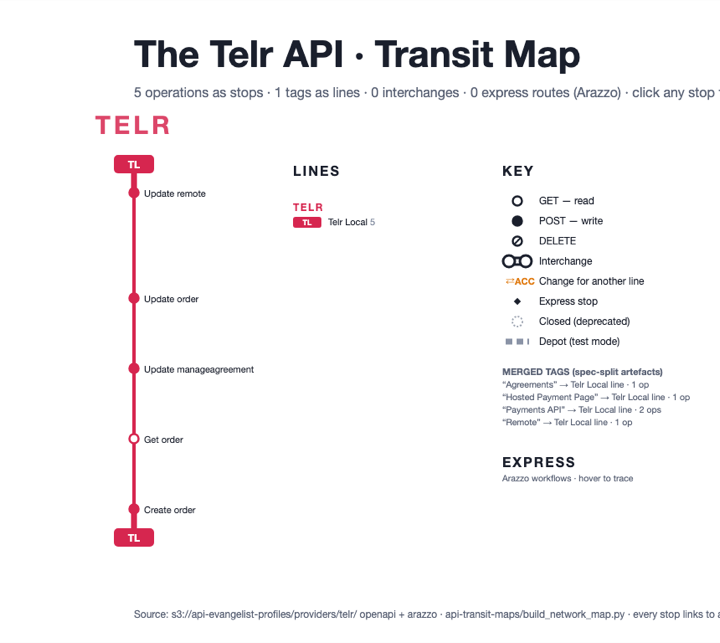 The Telr API · Transit Map
5 operations as stops · 1 tags as lines · 0 interchanges · 0 express routes (Arazzo) · click any stop
TELR
TL
Update remote
Update order
Update manageagreement
Get order
Create order
TL
LINES
TELR
TL Telr Local 5
KEY
GET — read
POST — write
DELETE
Interchange
⇄ACC Change for another line
Express stop
Closed (deprecated)
Depot (test mode)
MERGED TAGS (spec-split artefacts)
“Agreements” → Telr Local line · 1 op
“Hosted Payment Page” → Telr Local line · 1 op
“Payments API” → Telr Local line · 2 ops
“Remote” → Telr Local line · 1 op
EXPRESS
Arazzo workflows · hover to trace
Source: s3://api-evangelist-profiles/providers/telr/ openapi + arazzo · api-transit-maps/build_network_map.py · every stop links to a